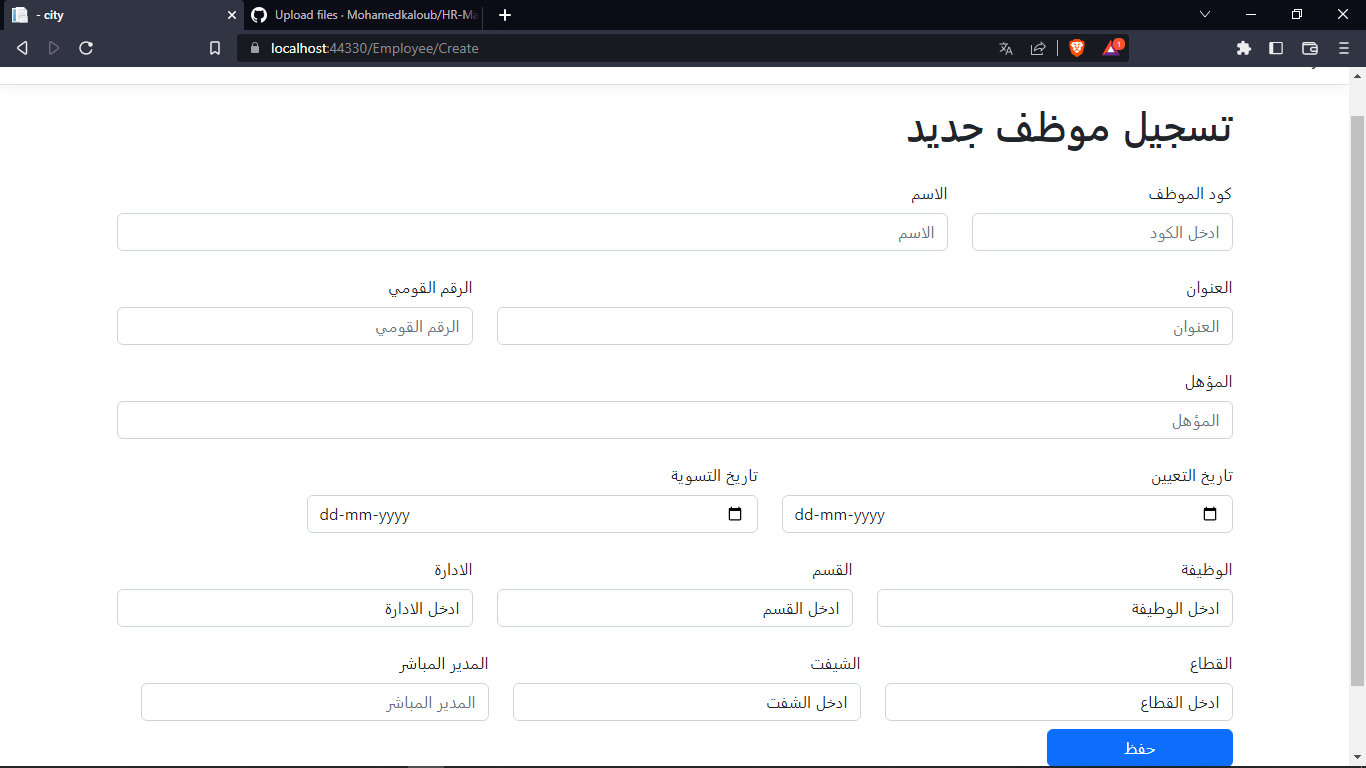 - city
Upload files · Mohamedkaloub/HR-Ma
localhost:44330/Employee/Create
1
تسجيل موظف جديد
كود الموظف
الاسم
ادخل الكود
الاسم
العنوان
الرقم القومي
العنوان
الرقم القومي
المؤهل
المؤهل
تاريخ التعيين
تاريخ التسوية
dd-mm-yyyy
dd-mm-yyyy
الوظيفة
القسم
الادارة
ادخل الوظيفة
ادخل القسم
ادخل الادارة
القطاع
الشيفت
المدير المباشر
ادخل القطاع
ادخل الشفت
المدير المباشر
حفظ